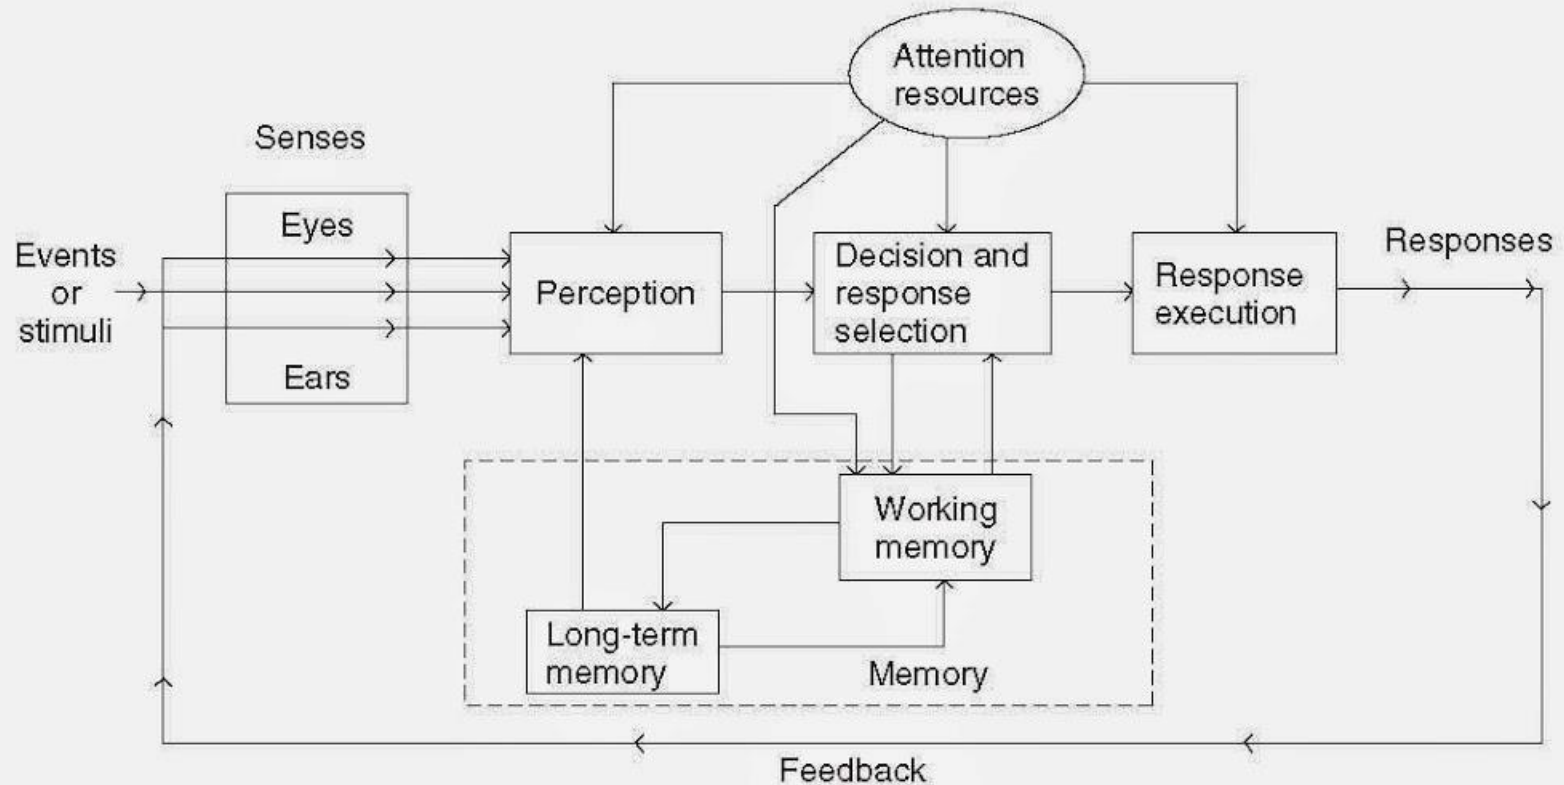 Attention
resources
Senses
Eyes
Ears
Events
or
stimuli
Perception
Decision and
response
selection
Response
execution
Responses
Working
memory
Long-term
memory
Memory
Feedback